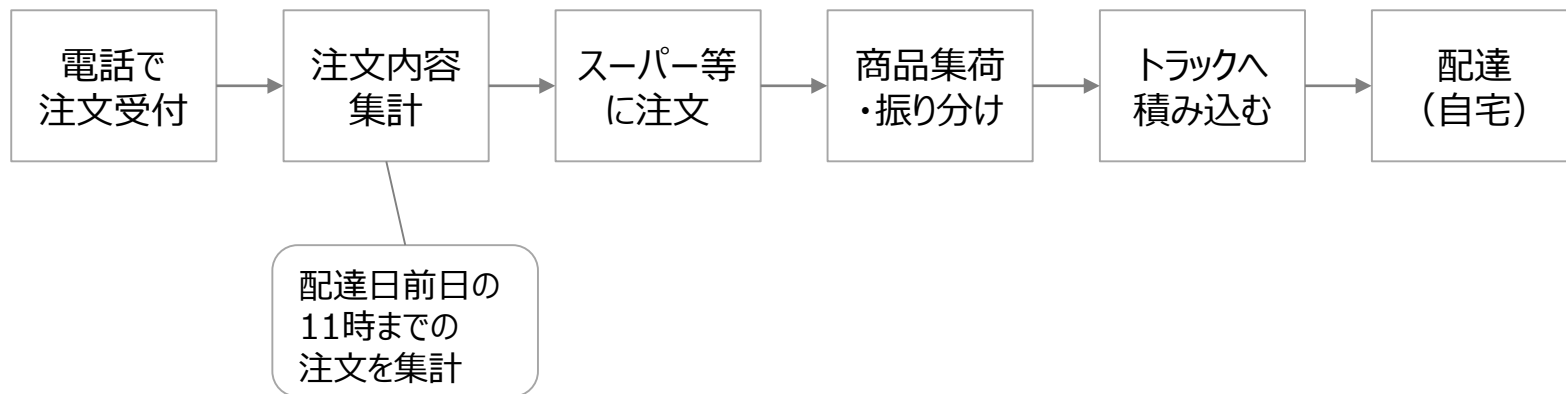 電話で
注文受付
注文内容
集計
スーパー等
に注文
商品集荷
・振り分け
トラックへ
積み込む
配達
（自宅）
配達日前日の
11時までの
注文を集計